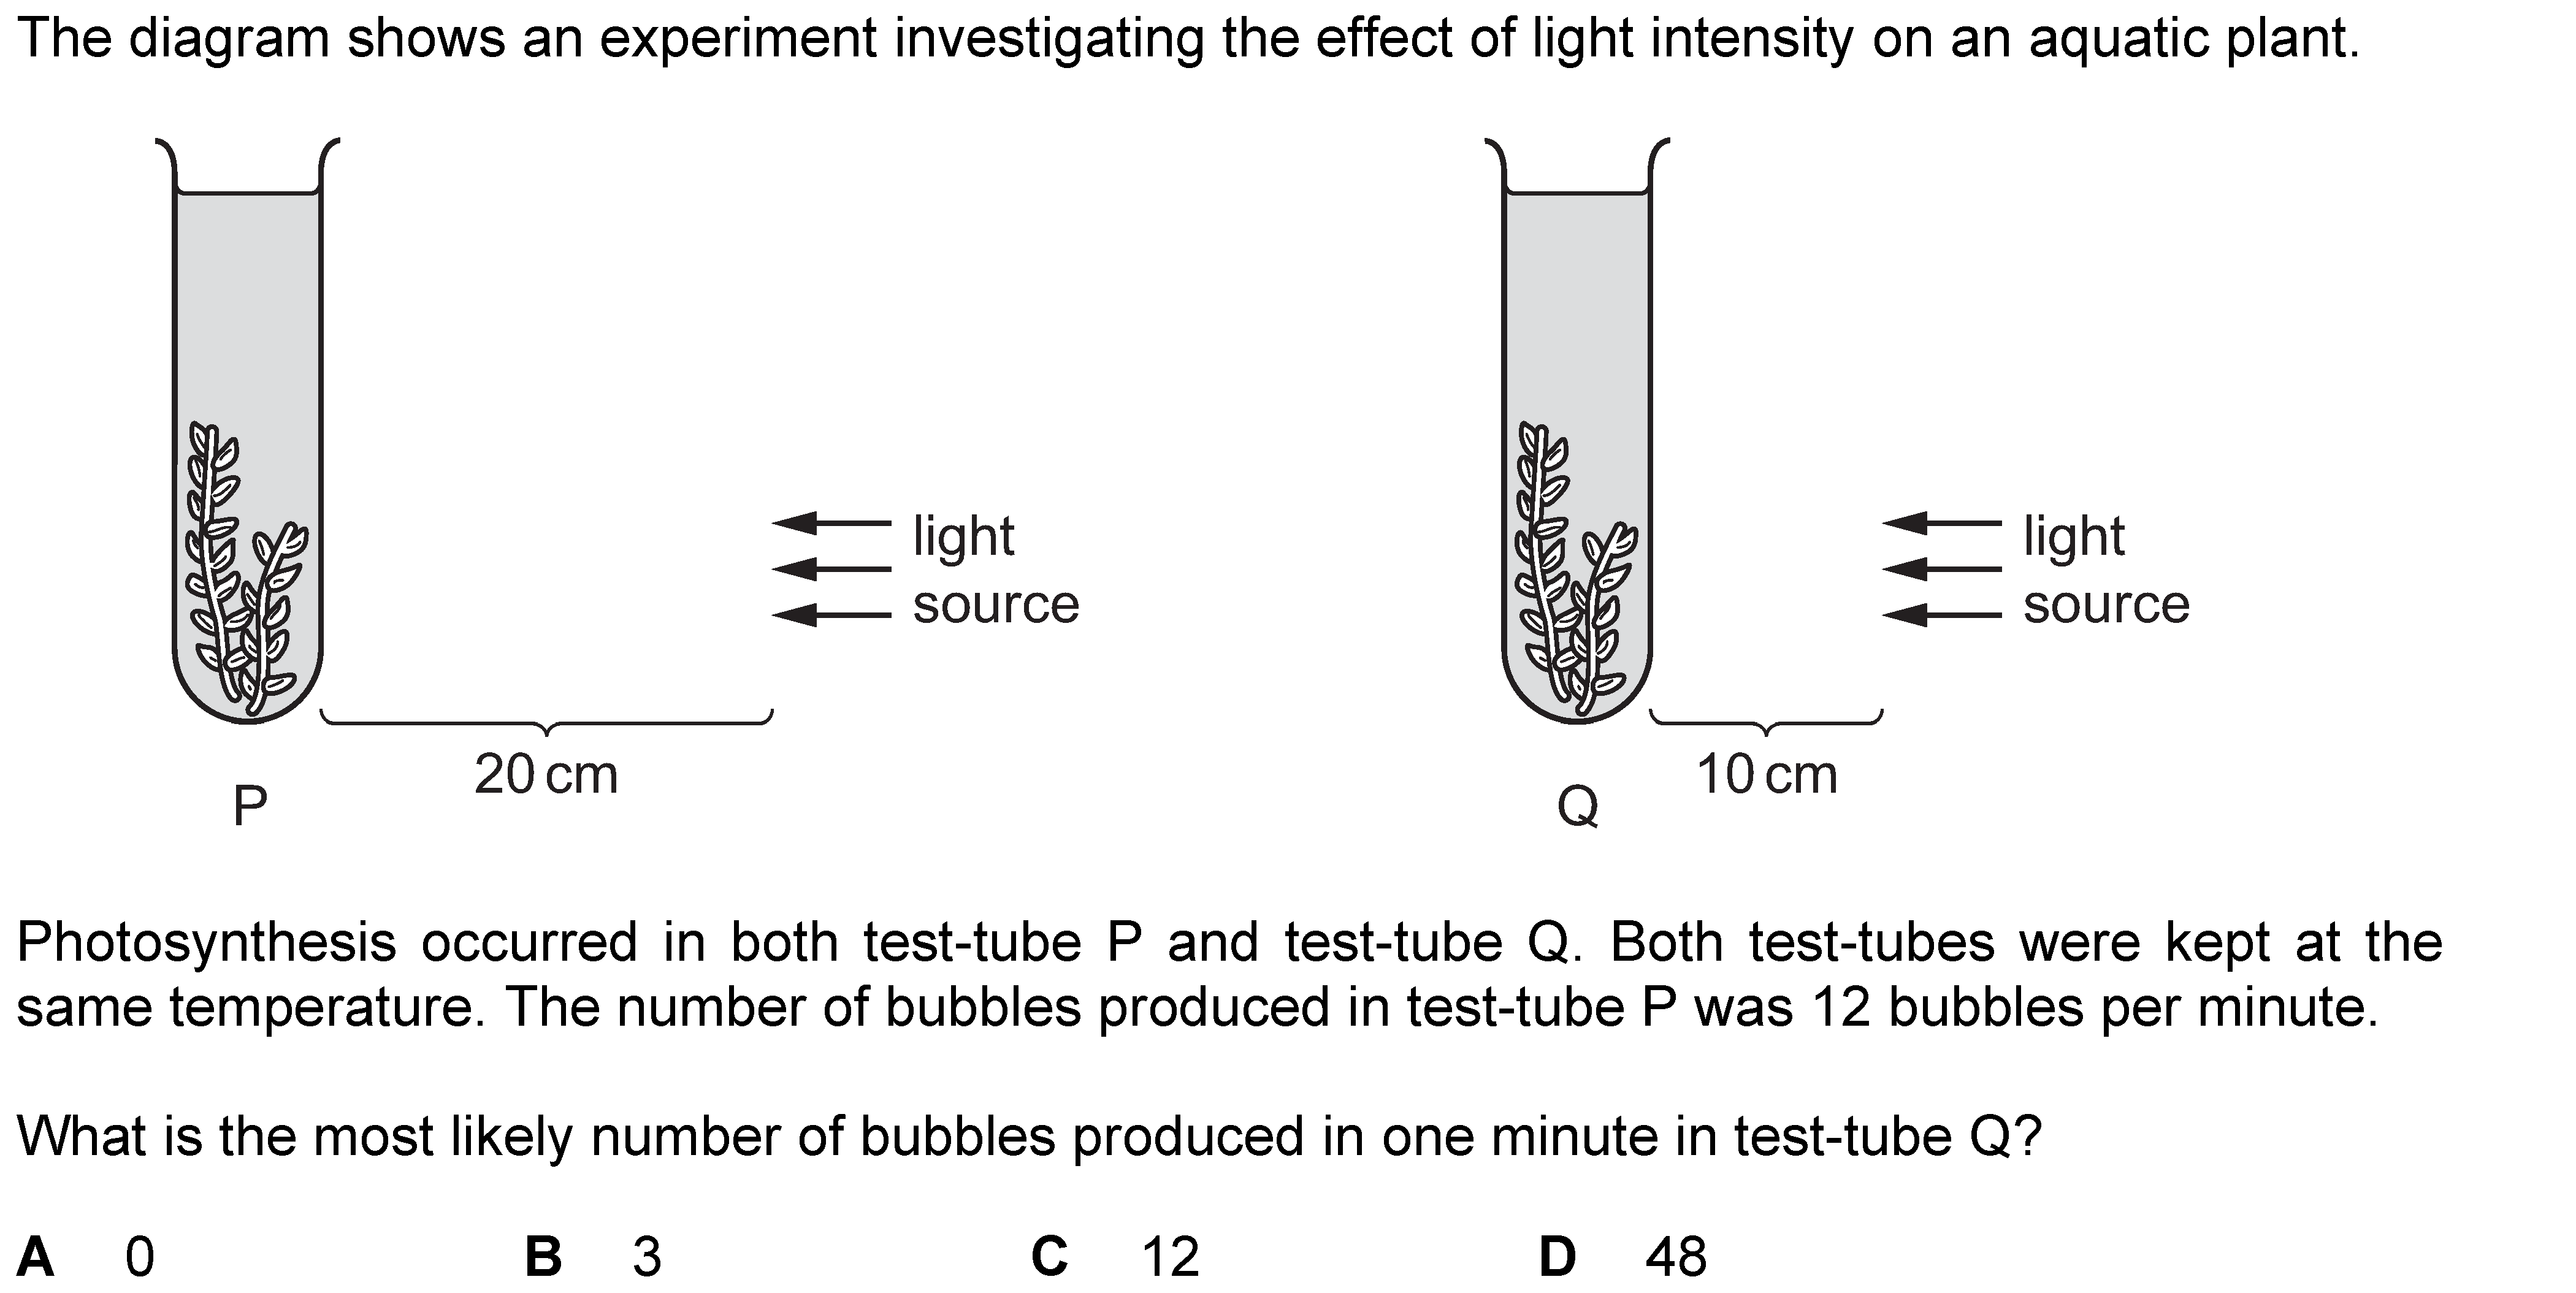 The diagram shows an experiment investigating the effect of light intensity on an aquatic plant.
light
source
light
source
20 cm
10 cm
P
Q
Photosynthesis occurred in both test-tube P and test-tube Q. Both test-tubes were kept at the
same temperature. The number of bubbles produced in test-tube P was 12 bubbles per minute.
What is the most likely number of bubbles produced in one minute in test-tube Q?
A 0 B 3 C 12 D 48